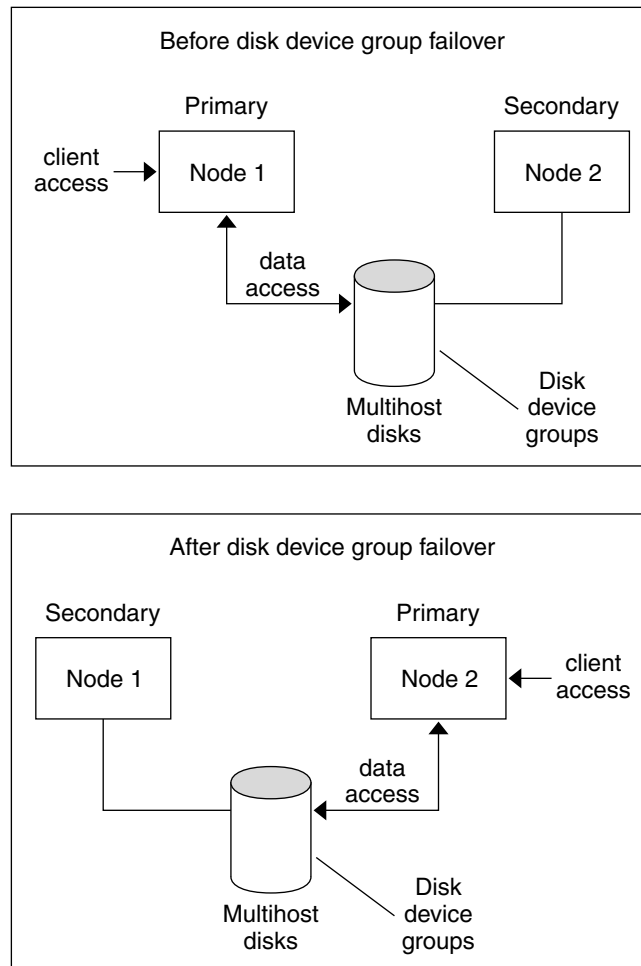 Before disk device group failover
Primary
Secondary
client
access
Node 1
Node 2
data
access
Multihost
disks
Disk
device
groups
After disk device group failover
Secondary
Primary
Node 1
Node 2
client
access
data
access
Multihost
disks
Disk
device
groups